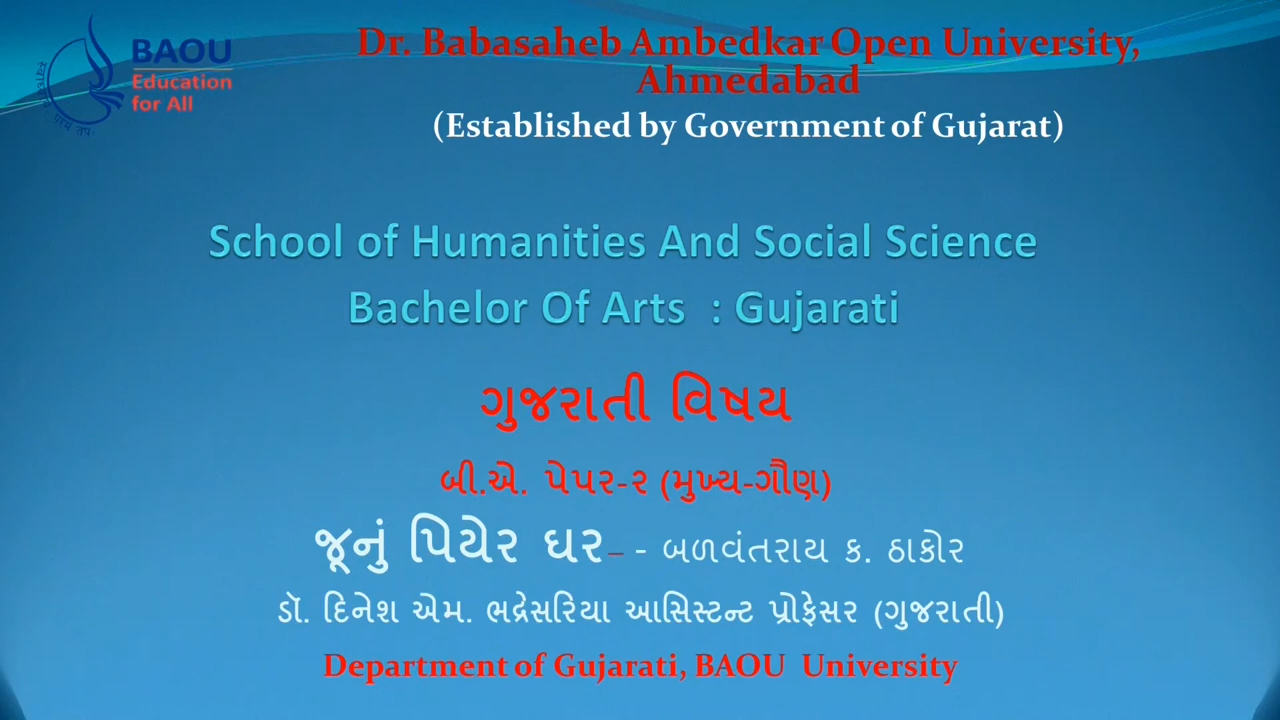 BAOU
Education
for All
परमं तपः
Dr. Babasaheb Ambedkar Open University,
Ahmedabad
(Established by Government of Gujarat)
School of Humanities And Social Science
Bachelor Of Arts : Gujarati
ગુજરાતી વિષય
બી.એ. પેપર-૨ (મુખ્ય-ગૌણ)
જૂનું પિયેર ઘર– - બળવંતરાય ક. ઠાકોર
ડૉ. દિનેશ એમ. ભદ્રેસરિયા આસિસ્ટન્ટ પ્રોફેસર (ગુજરાતી)
Department of Gujarati, BAOU University